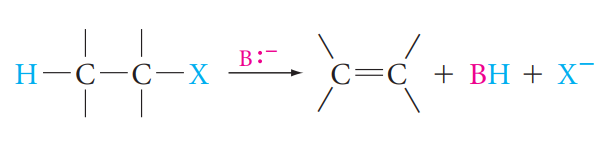 B:⁻
H—C—C—X ⟶ C=C + BH + X⁻